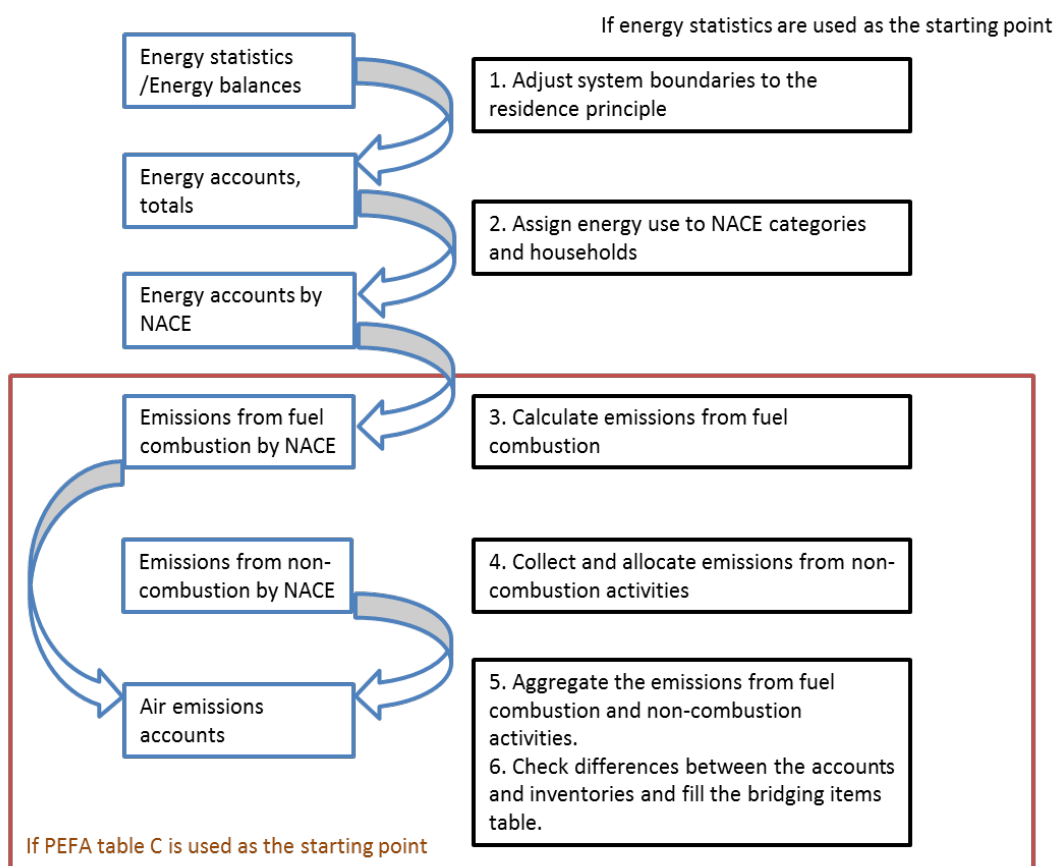 If energy statistics are used as the starting point
Energy statistics
/Energy balances
1. Adjust system boundaries to the
residence principle
Energy accounts,
totals
2. Assign energy use to NACE categories
and households
Energy accounts by
NACE
Emissions from fuel
combustion by NACE
3. Calculate emissions from fuel
combustion
Emissions from non-
combustion by NACE
4. Collect and allocate emissions from non-
combustion activities
Air emissions
accounts
5. Aggregate the emissions from fuel
combustion and non-combustion
activities.
6. Check differences between the accounts
and inventories and fill the bridging items
table.
If PEFA table C is used as the starting point